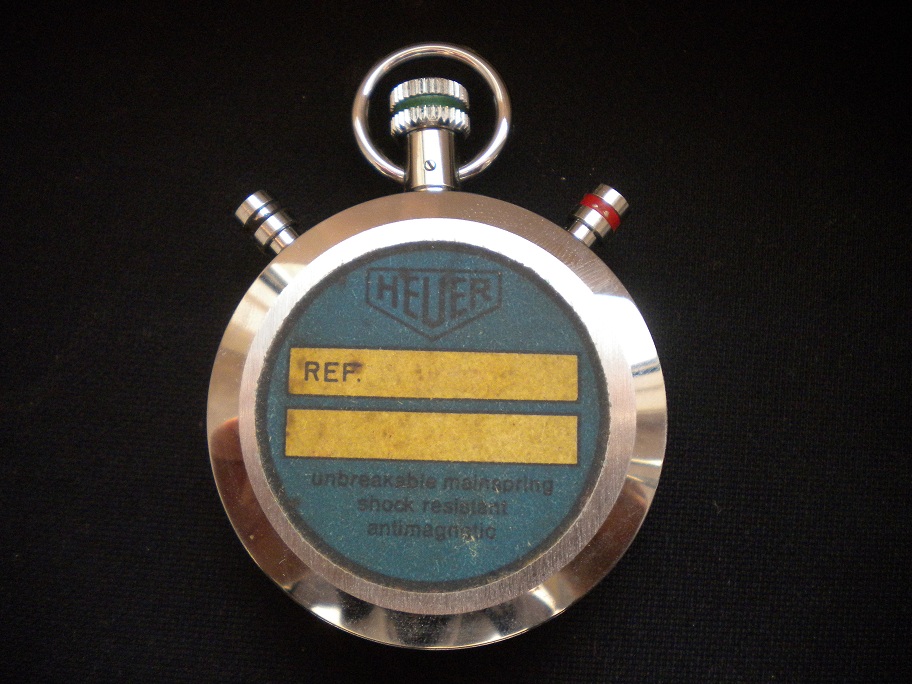 HEUER
REF.
unbreakable mainspring
shock resistant
antimagnetic